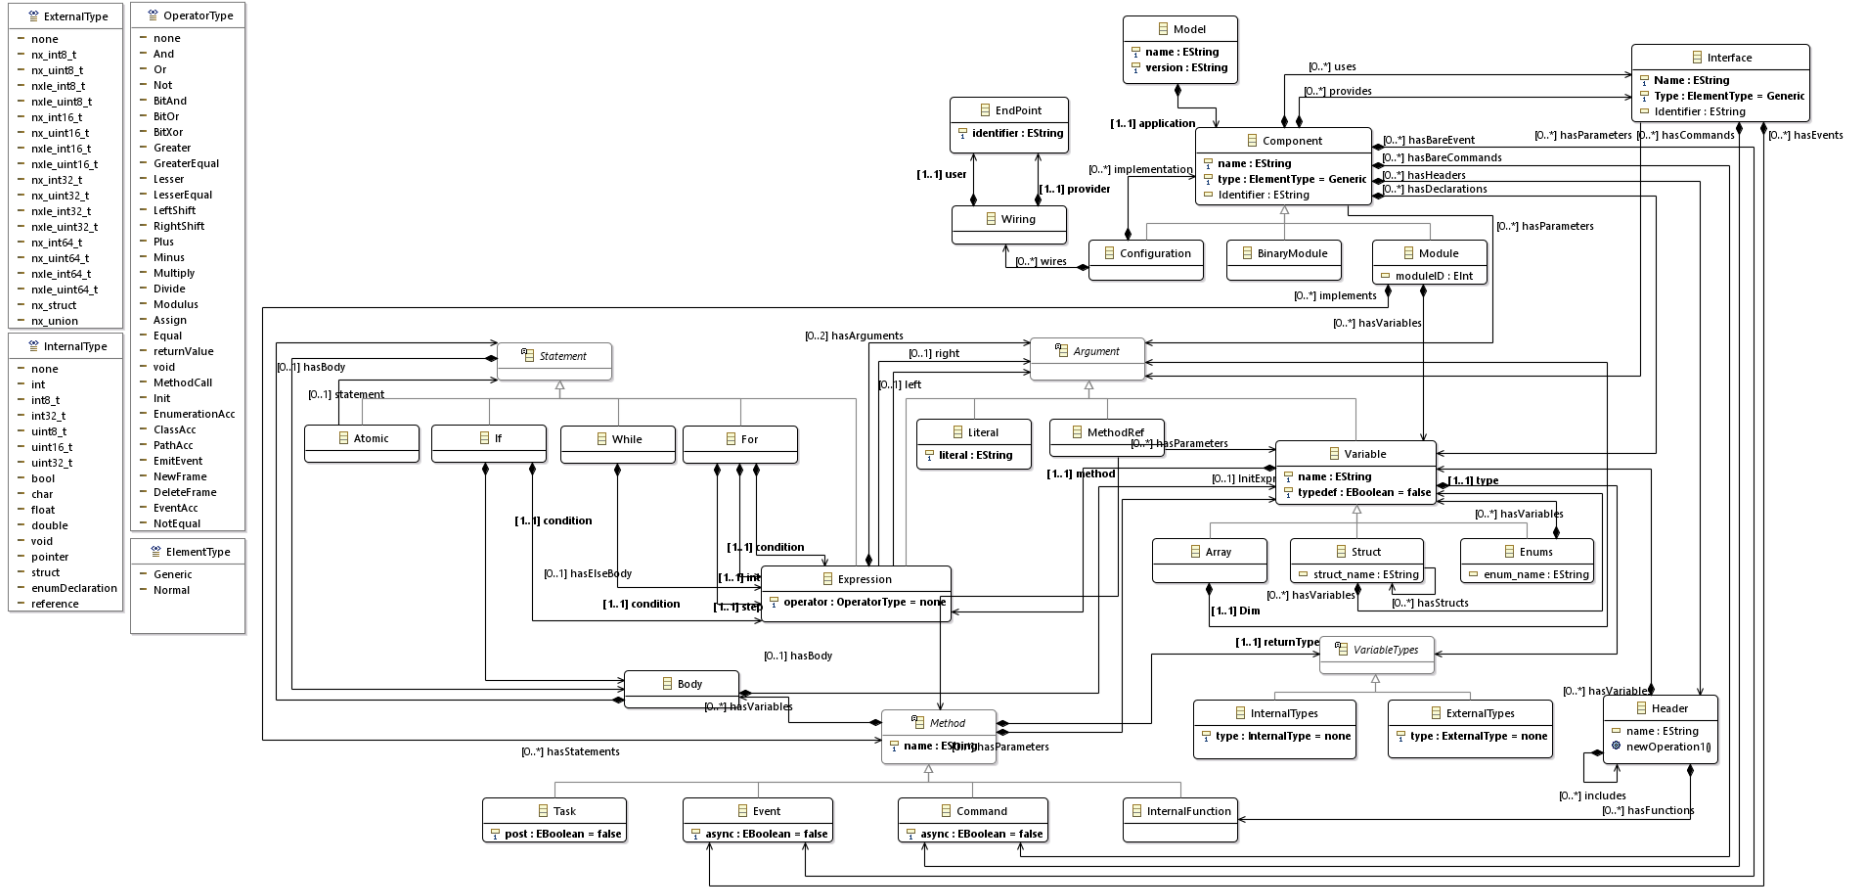 ExternalType
none
nx_int8_t
nx_uint8_t
nxle_int8_t
nxle_uint8_t
nx_int16_t
nx_uint16_t
nxle_int16_t
nxle_uint16_t
nx_int32_t
nx_uint32_t
nxle_int32_t
nxle_uint32_t
nx_int64_t
nx_uint64_t
nxle_int64_t
nxle_uint64_t
nx_struct
nx_union
InternalType
none
int
int8_t
int32_t
uint8_t
uint16_t
uint32_t
bool
char
float
double
void
pointer
struct
enumDeclaration
reference
OperatorType
none
And
Or
Not
BitAnd
BitOr
BitXor
Greater
GreaterEqual
Lesser
LesserEqual
LeftShift
RightShift
Plus
Minus
Multiply
Divide
Modulus
Assign
Equal
returnValue
void
MethodCall
Init
EnumerationAcc
ClassAcc
PathAcc
EmitEvent
NewFrame
DeleteFrame
EventAcc
NotEqual
ElementType
Generic
Normal
Model
name : EString
version : EString
[0..*] uses
[0..*] provides
Interface
Name : EString
Type : ElementType = Generic
Identifier : EString
EndPoint
identifier : EString
[1..1] application
[0..*] hasParameters
[0..*] hasCommands
[0..*] hasEvents
Component
name : EString
type : ElementType = Generic
Identifier : EString
[0..*] hasBareEvent
[0..*] hasBareCommands
[0..*] hasHeaders
[0..*] hasDeclarations
[0..*] implementation
[1..1] user
[1..1] provider
Wiring
[0..*] hasParameters
[0..*] wires
Configuration
BinaryModule
Module
moduleID : EInt
[0..*] implements
[0..*] hasVariables
[0..2] hasArguments
[0..1] right
[0..1] left
Statement
Argument
[0..1] hasBody
[0..1] statement
Atomic
If
While
For
Literal
literal : EString
MethodRef
[0..*] hasParameters
[1..1] method
[0..1] InitExpr
Variable
name : EString
typedef : EBoolean = false
[1..1] type
[0..*] hasVariables
[1..1] condition
[1..1] condition
[0..1] hasElseBody
[1..1] init
[1..1] condition
[1..1] step
Expression
operator : OperatorType = none
Array
Struct
struct_name : EString
Enums
enum_name : EString
[0..*] hasVariables
[0..*] hasStructs
[1..1] Dim
[1..1] returnType
VariableTypes
[0..1] hasBody
Body
[0..*] hasVariables
Method
name : EString
hasParameters
[0..*] hasStatements
InternalTypes
type : InternalType = none
ExternalTypes
type : ExternalType = none
[0..*] hasVariable
Header
name : EString
newOperation1()
[0..*] includes
[0..*] hasFunctions
Task
post : EBoolean = false
Event
async : EBoolean = false
Command
async : EBoolean = false
InternalFunction